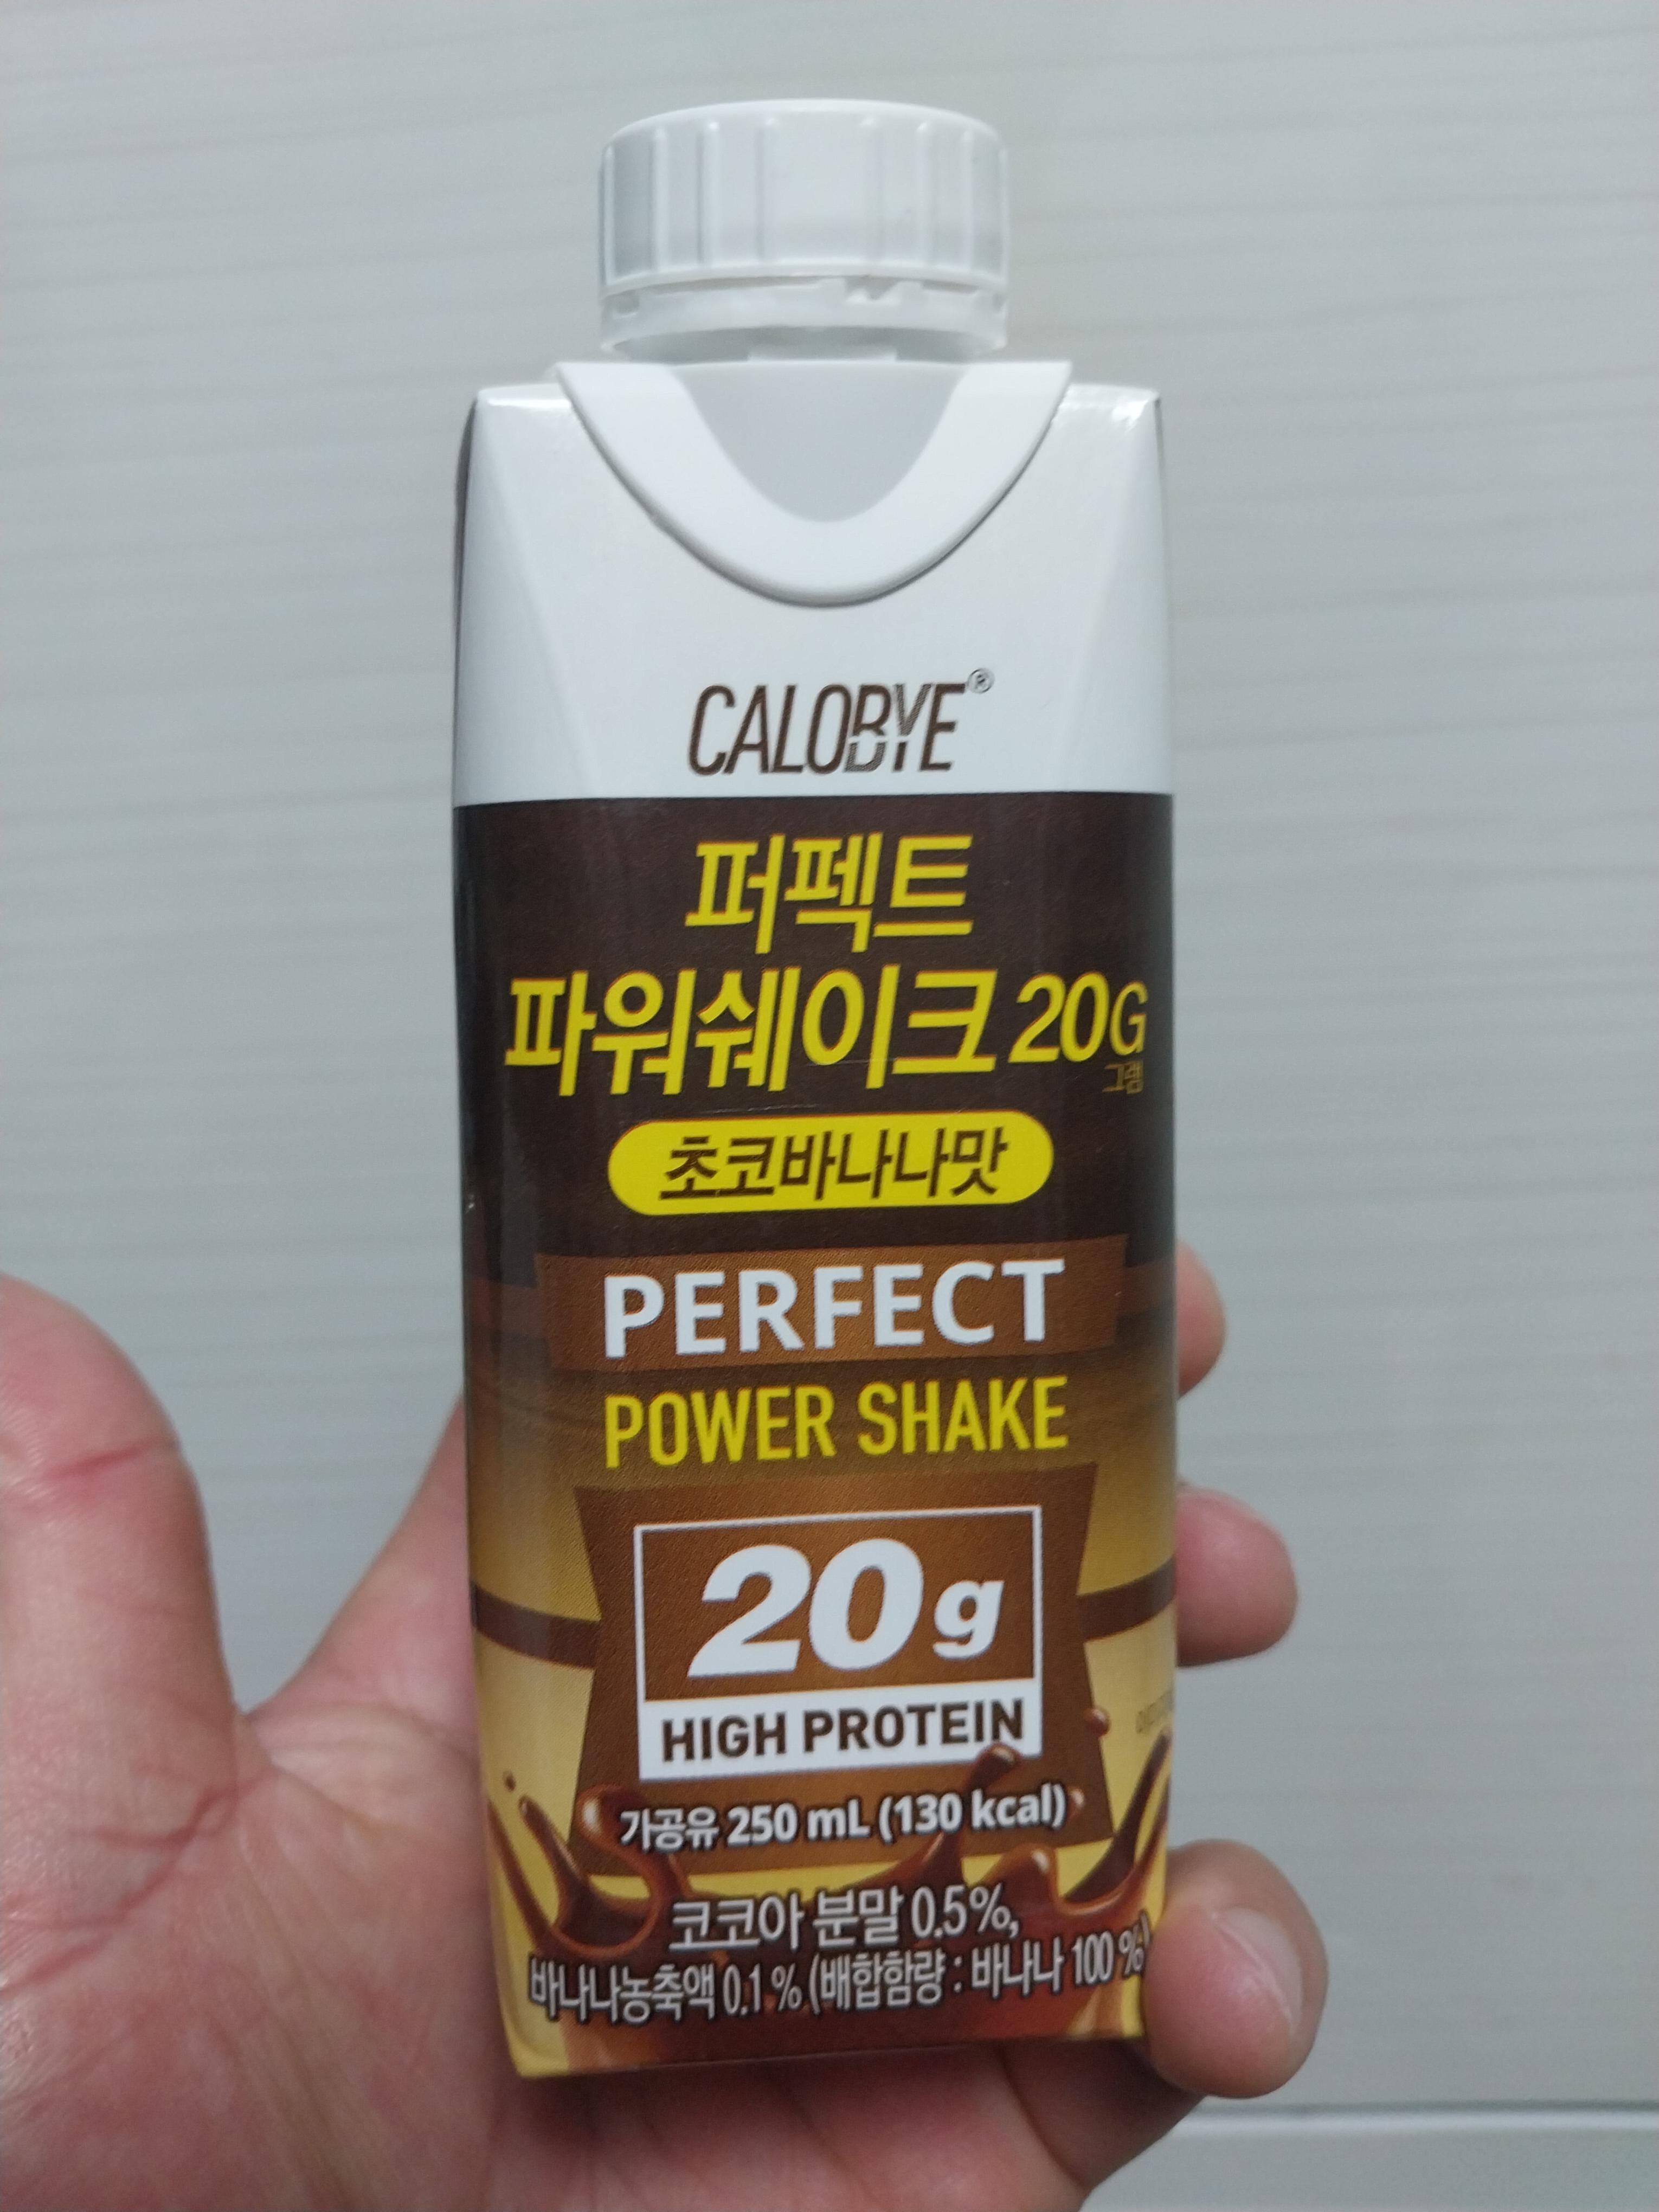 CALOBYE®
퍼펙트
파워쉐이크 20G
그램
초코바나나맛
PERFECT
POWER SHAKE
20g
HIGH PROTEIN
가공유 250 mL (130 kcal)
코코아 분말 0.5%,
바나나농축액 0.1% (배합함량 : 바나나 100 %)